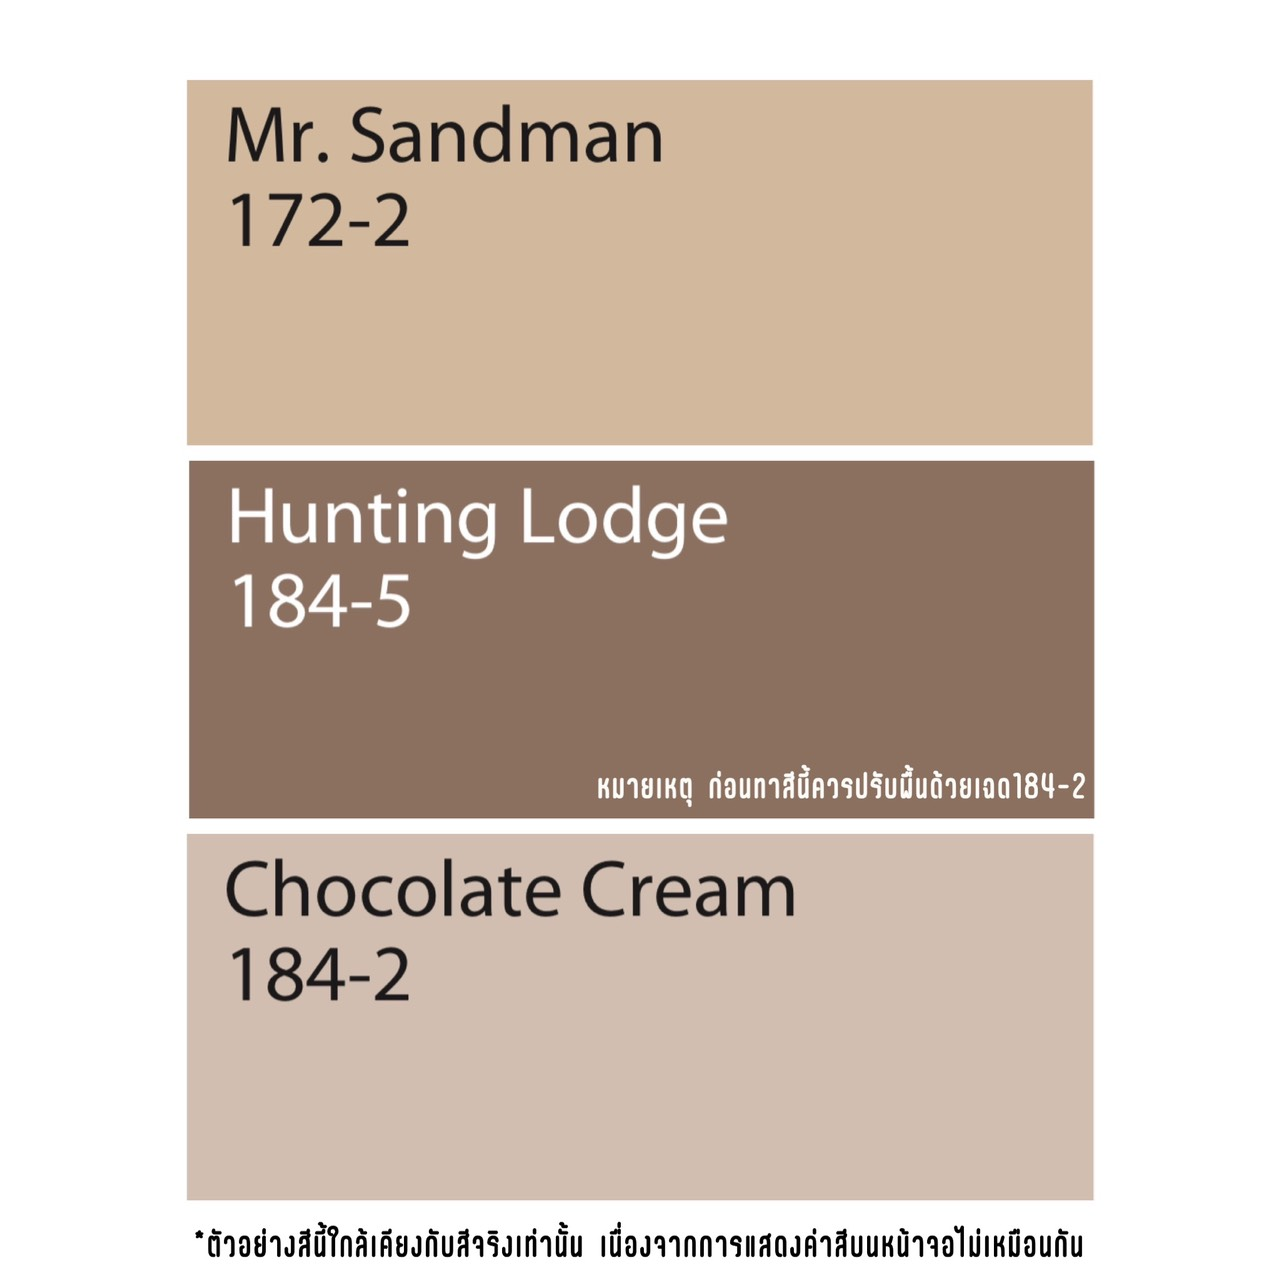 Mr. Sandman
172-2
Hunting Lodge
184-5
หมายเหตุ ก่อนทาสีนี้ควรปรับพื้นด้วยเฉด184-2
Chocolate Cream
184-2
*ตัวอย่างสีนี้ใกล้เคียงกับสีจริงเท่านั้น เนื่องจากการแสดงค่าสีบนหน้าจอไม่เหมือนกัน